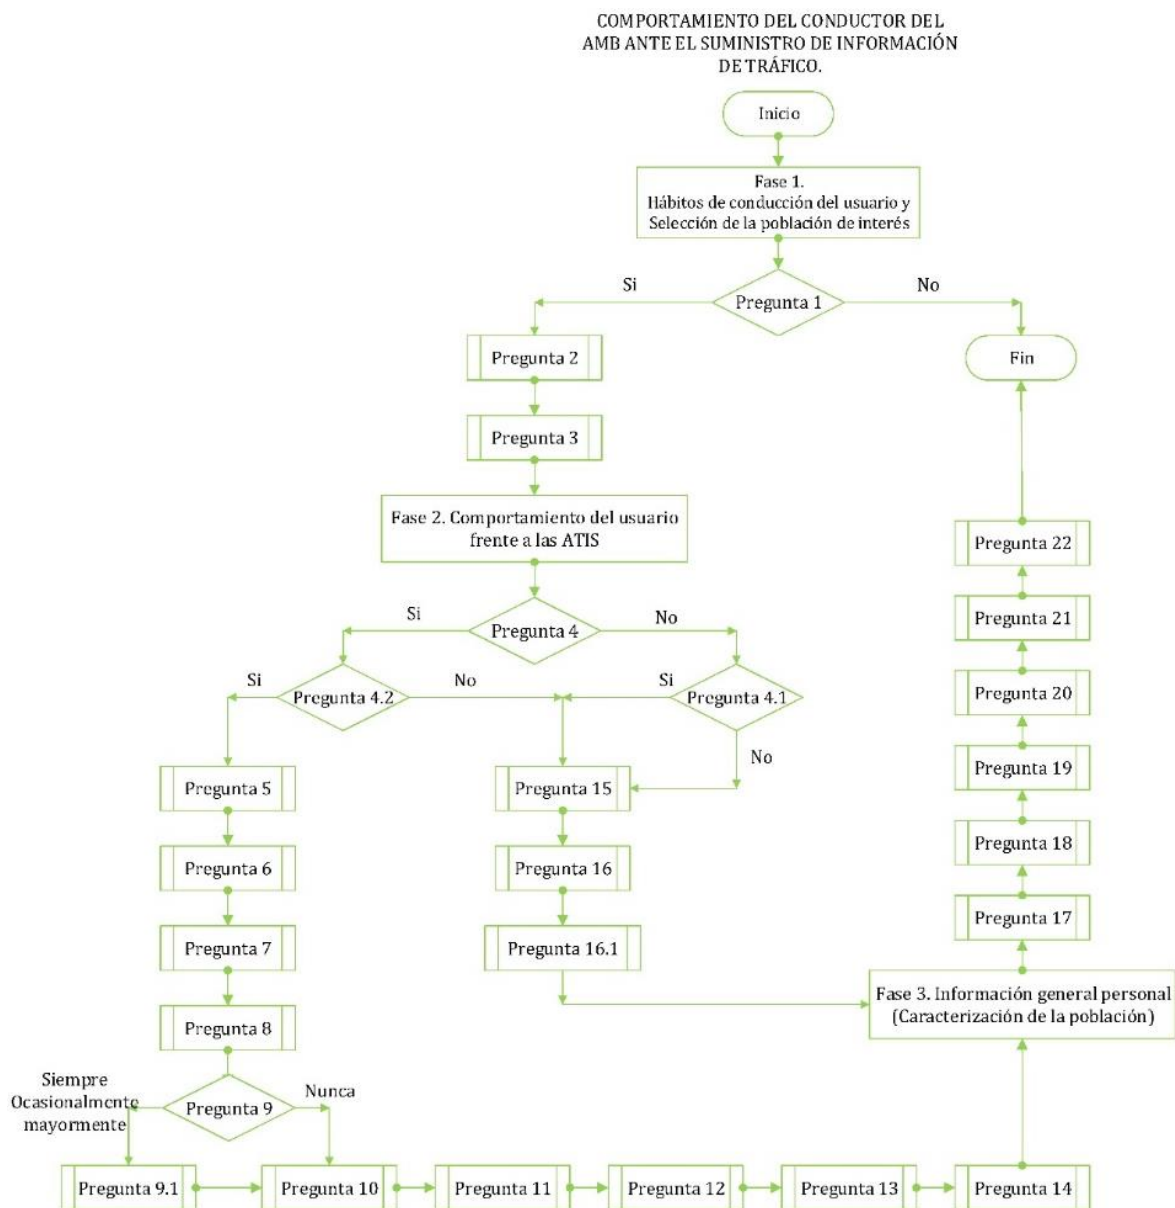 COMPORTAMIENTO DEL CONDUCTOR DEL
AMB ANTE EL SUMINISTRO DE INFORMACIÓN
DE TRÁFICO.
Inicio
Fase 1.
Hábitos de conducción del usuario y
Selección de la población de interés
Si
No
Pregunta 1
Pregunta 2
Fin
Pregunta 3
Fase 2. Comportamiento del usuario
frente a las ATIS
Pregunta 22
Si
No
Pregunta 4
Pregunta 21
Si
Pregunta 4.2
No
Si
Pregunta 4.1
Pregunta 20
No
Pregunta 5
Pregunta 15
Pregunta 19
Pregunta 6
Pregunta 16
Pregunta 18
Pregunta 7
Pregunta 16.1
Pregunta 17
Fase 3. Información general personal
(Caracterización de la población)
Pregunta 8
Siempre
Ocasionalmente
mayormente
Pregunta 9
Nunca
Pregunta 9.1
Pregunta 10
Pregunta 11
Pregunta 12
Pregunta 13
Pregunta 14